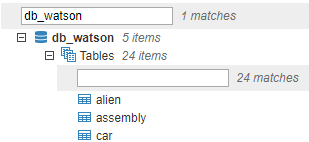 db_watson 1 matches
db_watson 5 items
Tables 24 items
24 matches
alien
assembly
car